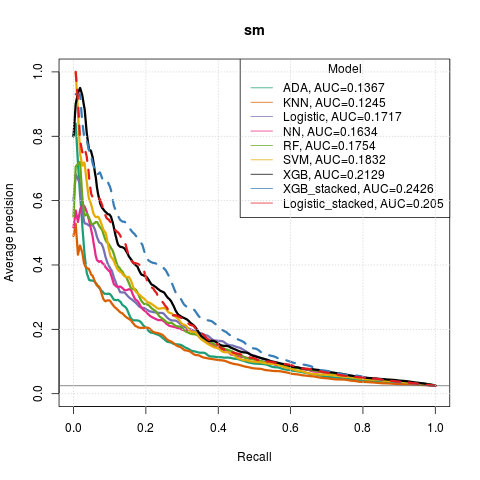 sm
Model
ADA, AUC=0.1367
KNN, AUC=0.1245
Logistic, AUC=0.1717
NN, AUC=0.1634
RF, AUC=0.1754
SVM, AUC=0.1832
XGB, AUC=0.2129
XGB_stacked, AUC=0.2426
Logistic_stacked, AUC=0.205
Average precision
1.0
0.8
0.6
0.4
0.2
0.0
0.0 0.2 0.4 0.6 0.8 1.0
Recall